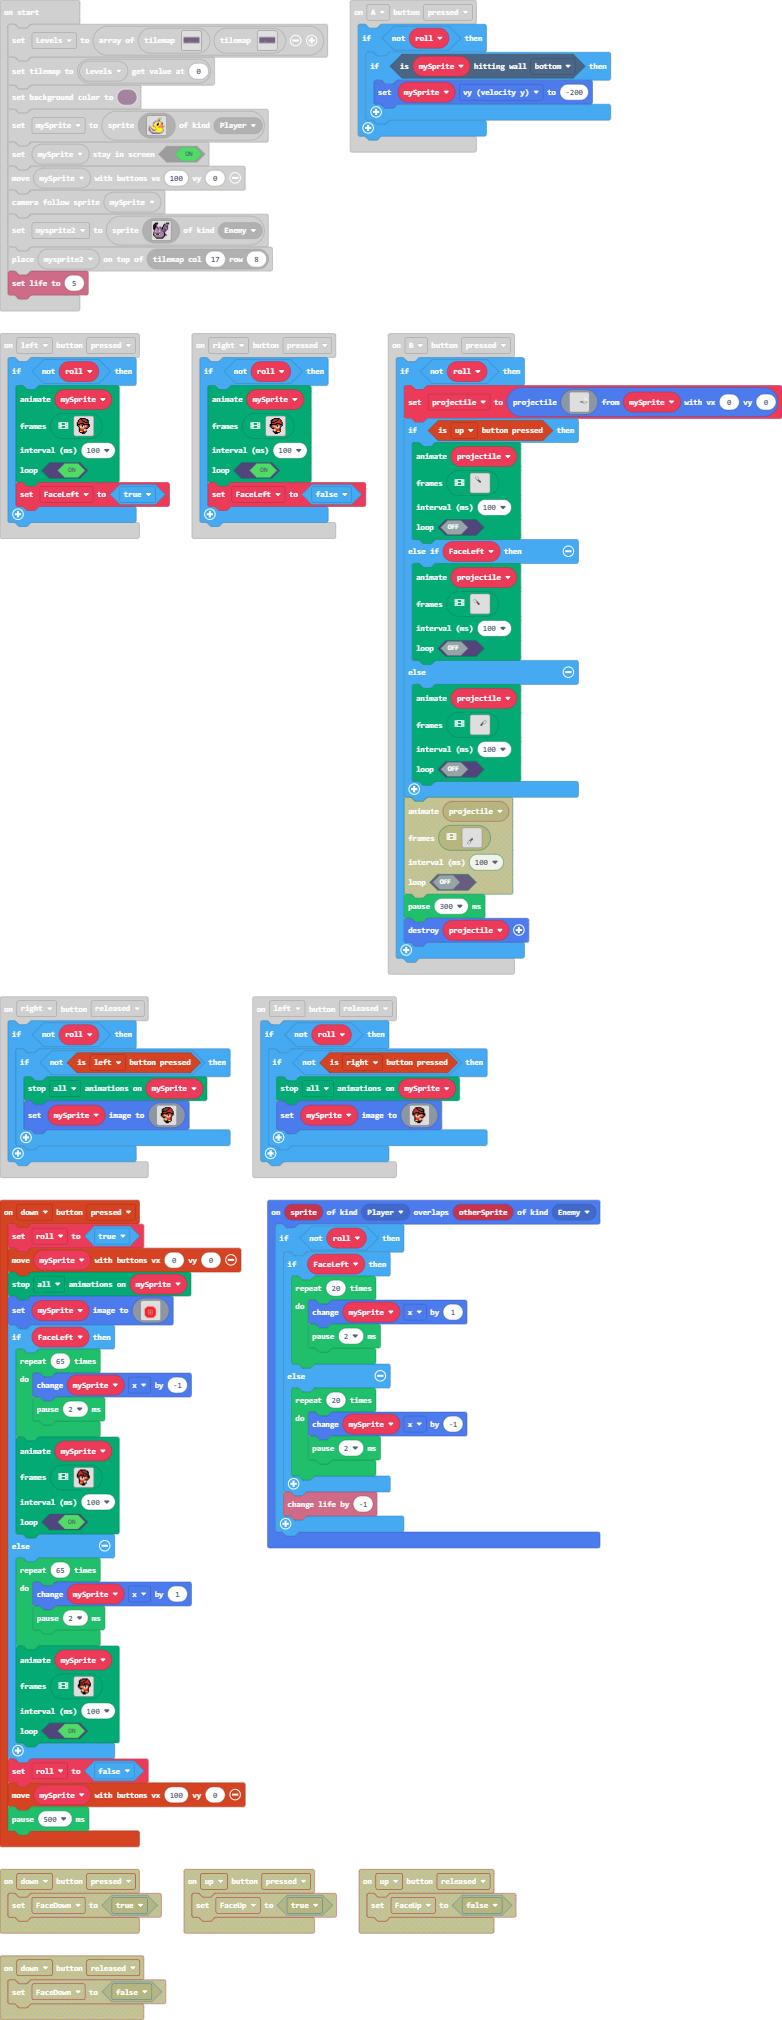 on start
set Levels to array of tilemap tilemap
set tilemap to Levels get value at 0
set background color to
set mySprite to sprite of kind Player
set mySprite stay in screen ON
move mySprite with buttons vx 100 vy 0
camera follow sprite mySprite
set mysprite2 to sprite of kind Enemy
place mysprite2 on top of tilemap col 17 row 8
set life to 5
on A button pressed
if not roll then
if is mySprite hitting wall bottom then
set mySprite vy (velocity y) to -200
on left button pressed
if not roll then
animate mySprite
frames
interval (ms) 100
loop ON
set FaceLeft to true
on right button pressed
if not roll then
animate mySprite
frames
interval (ms) 100
loop ON
set FaceLeft to false
on B button pressed
if not roll then
set projectile to projectile from mySprite with vx 0 vy 0
if is up button pressed then
animate projectile
frames
interval (ms) 100
loop OFF
else if FaceLeft then
animate projectile
frames
interval (ms) 100
loop OFF
else
animate projectile
frames
interval (ms) 100
loop OFF
animate projectile
frames
interval (ms) 100
loop OFF
pause 300 ms
destroy projectile
on right button released
if not roll then
if not is left button pressed then
stop all animations on mySprite
set mySprite image to
on left button released
if not roll then
if not is right button pressed then
stop all animations on mySprite
set mySprite image to
on down button pressed
set roll to true
move mySprite with buttons vx 0 vy 0
stop all animations on mySprite
set mySprite image to
if FaceLeft then
repeat 65 times
do change mySprite x by -1
pause 2 ms
animate mySprite
frames
interval (ms) 100
loop ON
else
repeat 65 times
do change mySprite x by 1
pause 2 ms
animate mySprite
frames
interval (ms) 100
loop ON
set roll to false
move mySprite with buttons vx 100 vy 0
pause 500 ms
on sprite of kind Player overlaps otherSprite of kind Enemy
if not roll then
if FaceLeft then
repeat 20 times
do change mySprite x by 1
pause 2 ms
else
repeat 20 times
do change mySprite x by -1
pause 2 ms
change life by -1
on down button pressed
set FaceDown to true
on up button pressed
set FaceUp to true
on up button released
set FaceUp to false
on down button released
set FaceDown to false